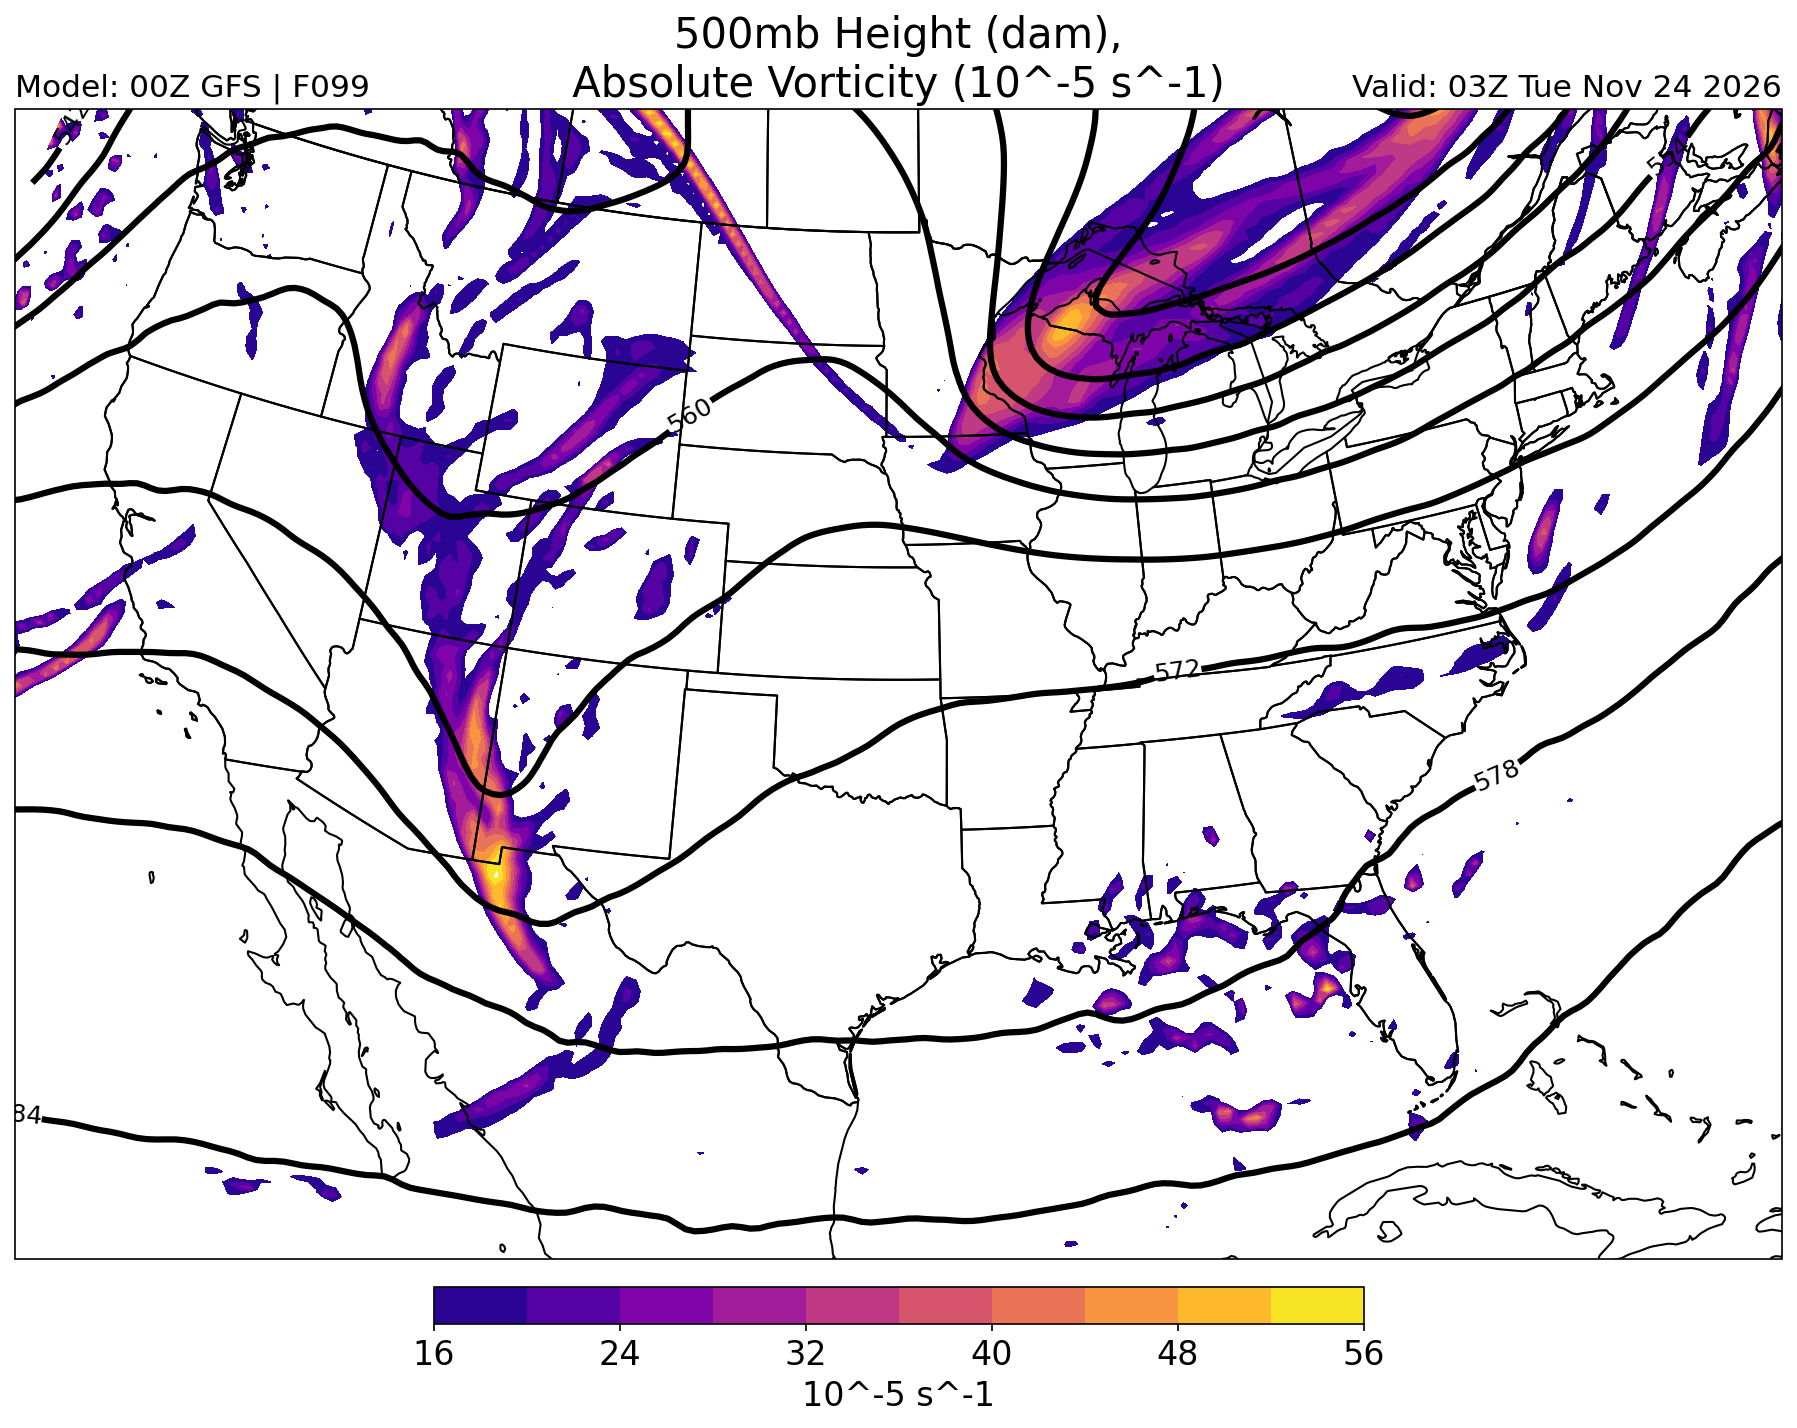 500mb Height (dam),
Absolute Vorticity (10^-5 s^-1)
Model: 00Z GFS | F099
Valid: 03Z Tue Nov 24 2026
560
572
578
84
16 24 32 40 48 56
10^-5 s^-1